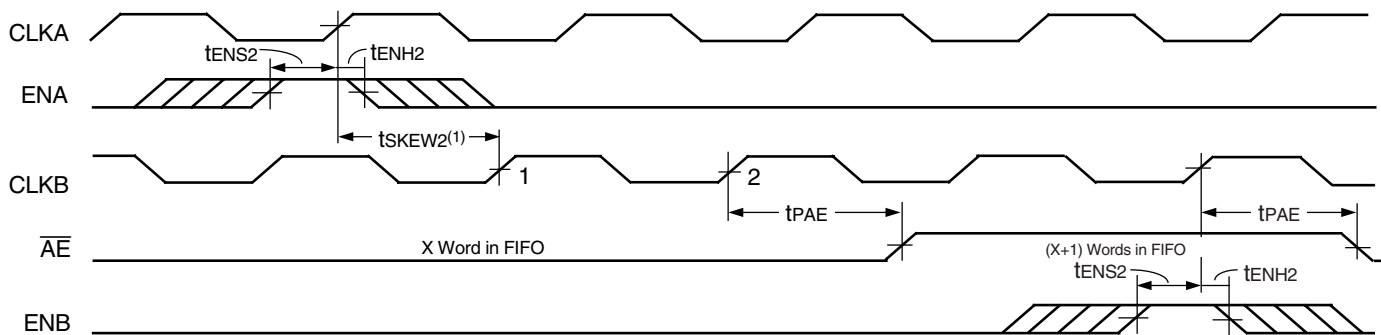 CLKA
tENS2 tENH2
ENA
tSKEW2(1)
CLKB
1 2
tPAE tPAE
AE
X Word in FIFO
(X+1) Words in FIFO
tENS2 tENH2
ENB